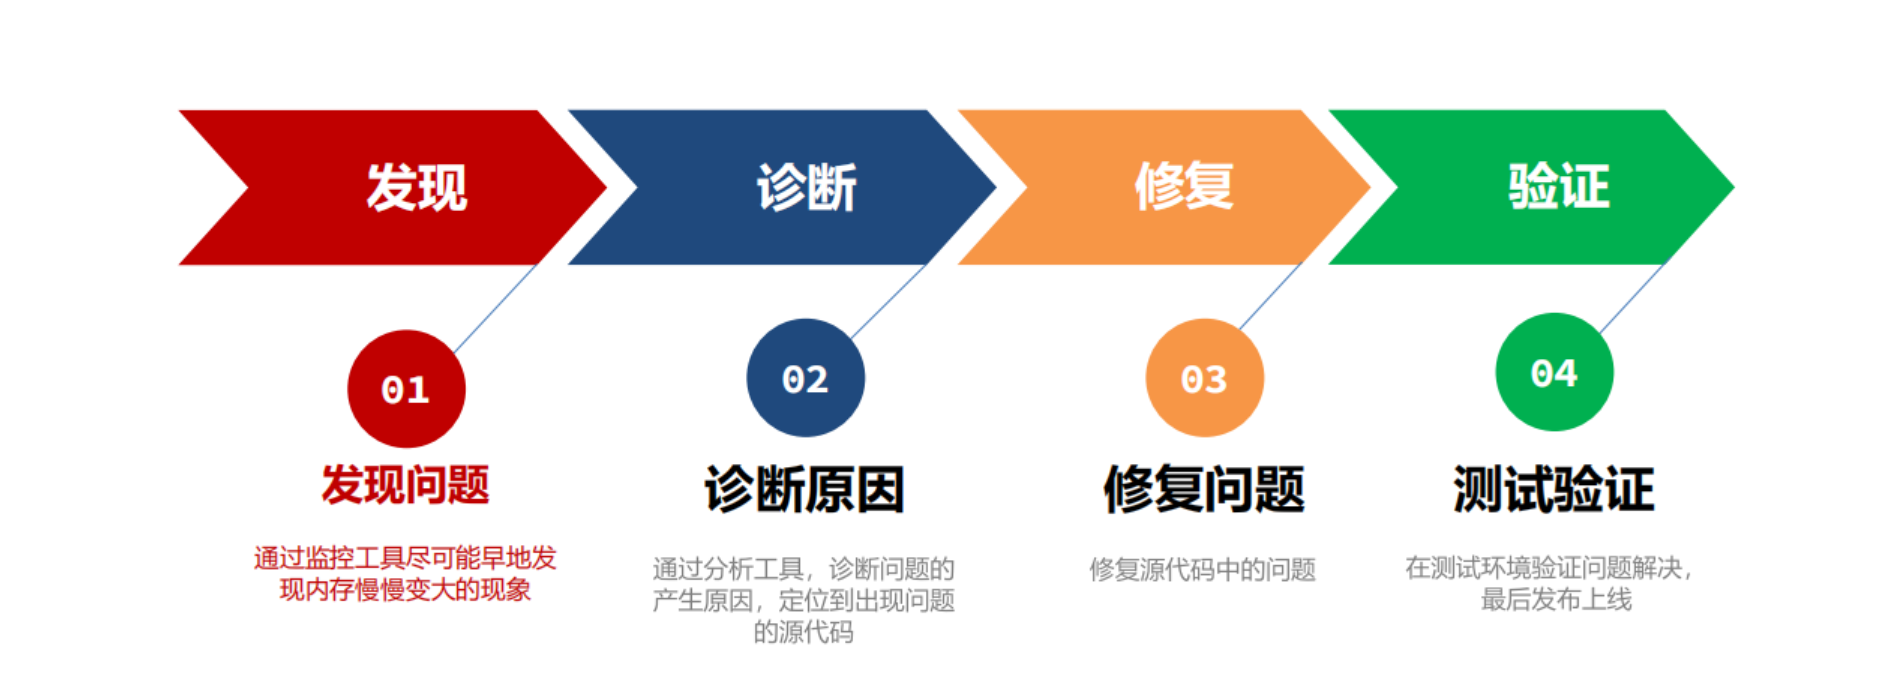 发现
诊断
修复
验证
01
02
03
04
发现问题
诊断原因
修复问题
测试验证
通过监控工具尽可能早地发
现内存慢慢变大的现象
通过分析工具，诊断问题的
产生原因，定位到出现问题
的源代码
修复源代码中的问题
在测试环境验证问题解决，
最后发布上线